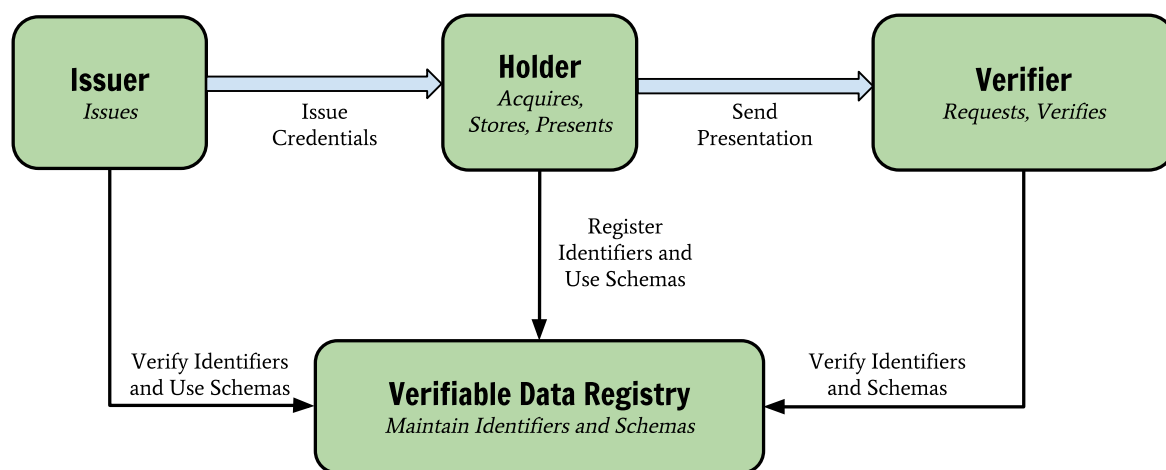 Issuer
Issues
Issue
Credentials
Holder
Acquires,
Stores, Presents
Send
Presentation
Verifier
Requests, Verifies
Register
Identifiers and
Use Schemas
Verify Identifiers
and Use Schemas
Verifiable Data Registry
Maintain Identifiers and Schemas
Verify Identifiers
and Schemas